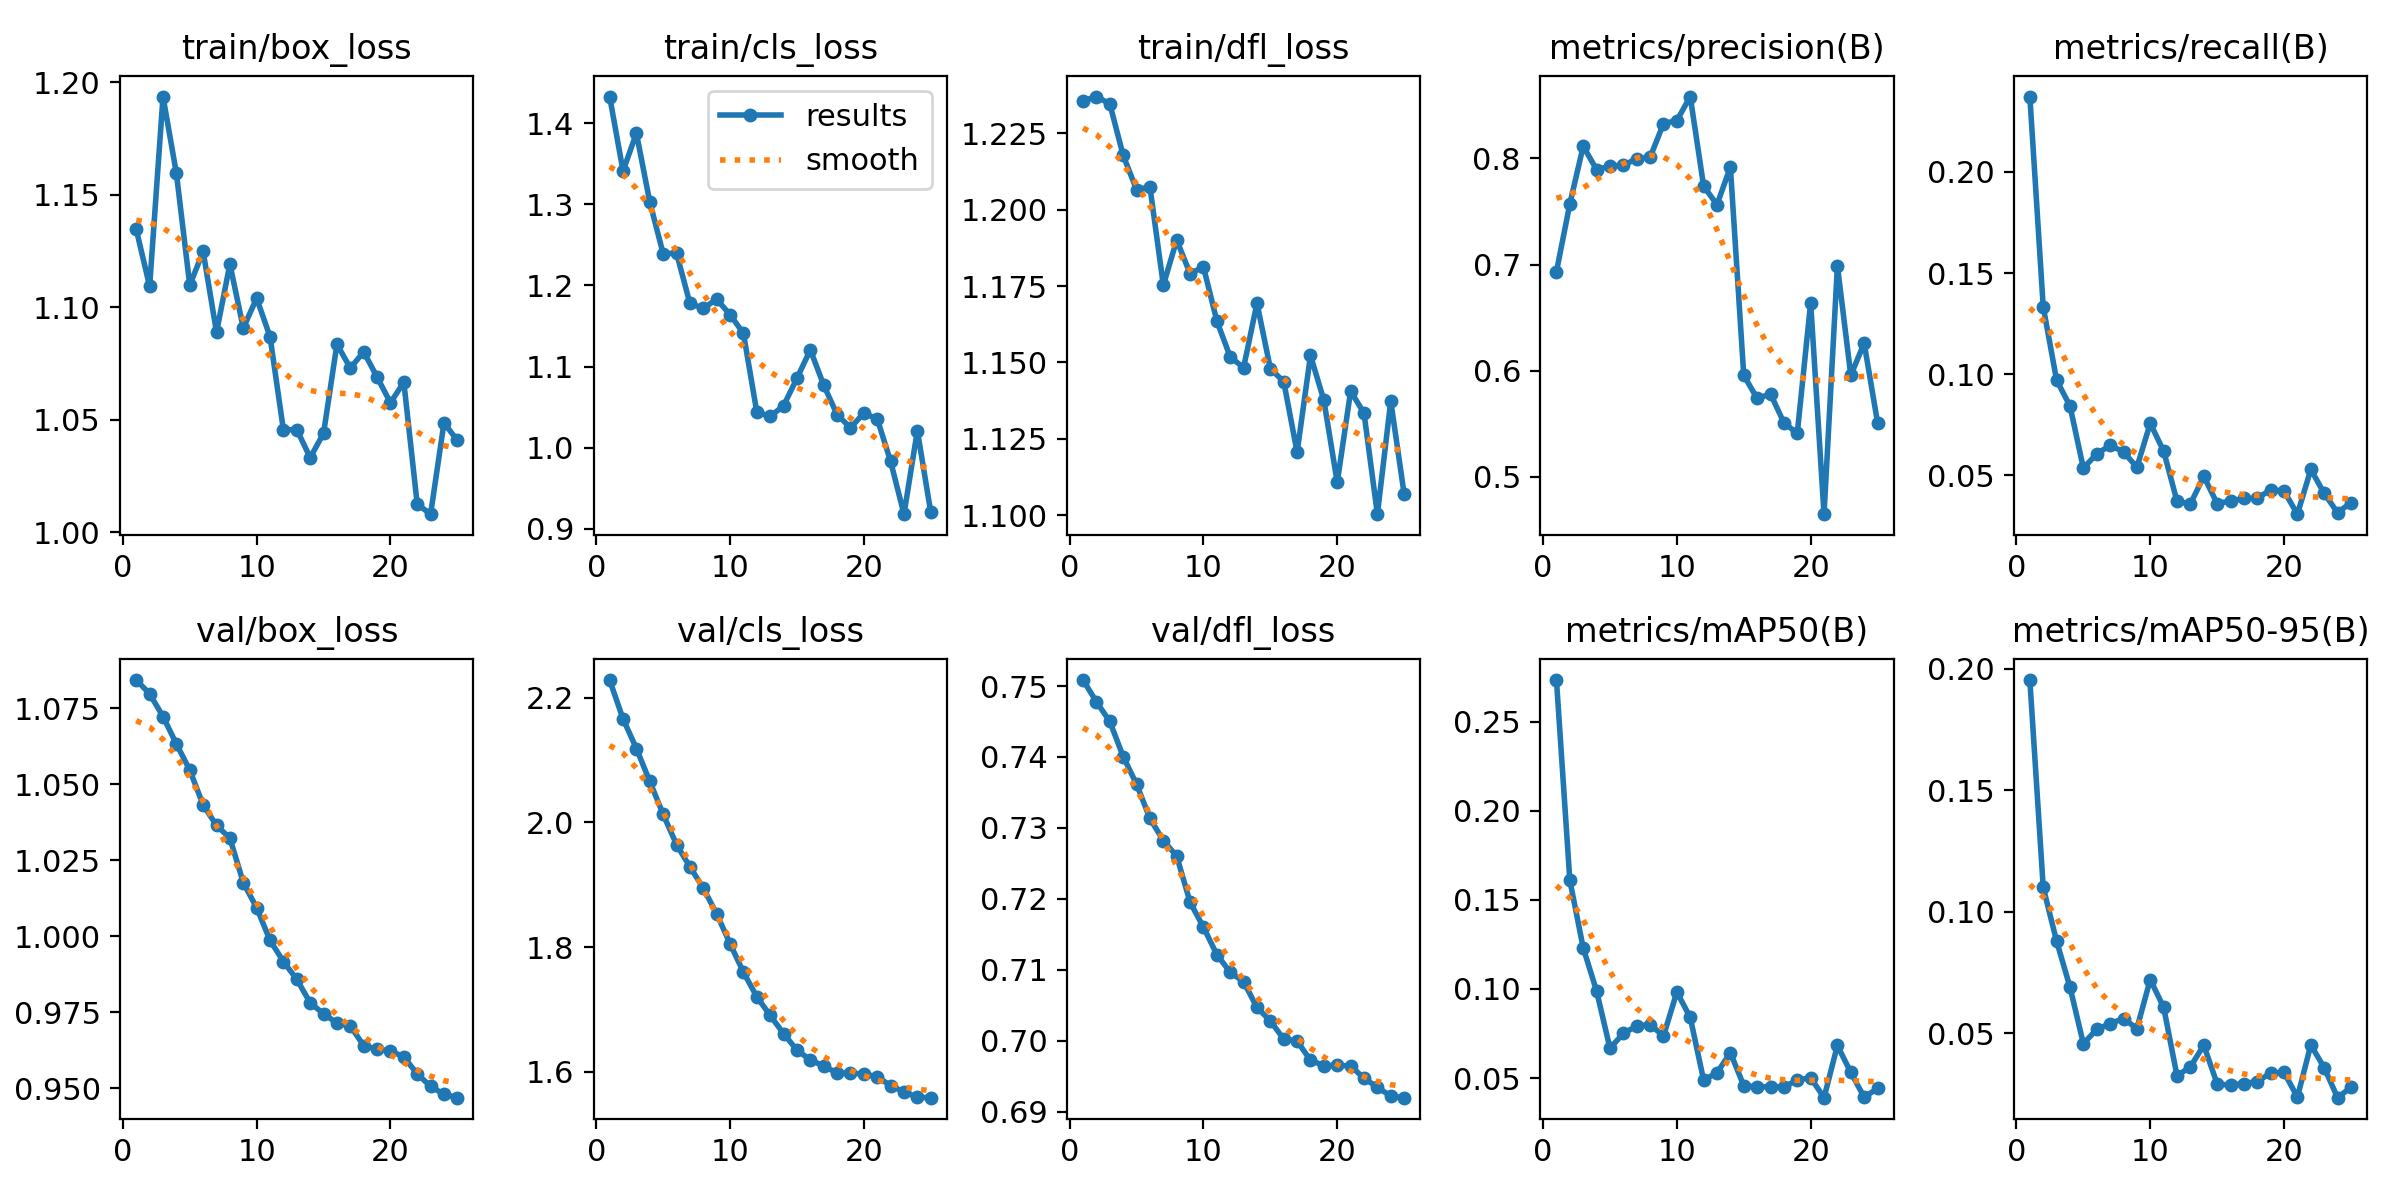 train/box_loss
1.20
1.15
1.10
1.05
1.00
0 10 20
train/cls_loss
results
smooth
1.4
1.3
1.2
1.1
1.0
0.9
0 10 20
train/dfl_loss
1.225
1.200
1.175
1.150
1.125
1.100
0 10 20
metrics/precision(B)
0.8
0.7
0.6
0.5
0 10 20
metrics/recall(B)
0.20
0.15
0.10
0.05
0 10 20
val/box_loss
1.075
1.050
1.025
1.000
0.975
0.950
0 10 20
val/cls_loss
2.2
2.0
1.8
1.6
0 10 20
val/dfl_loss
0.75
0.74
0.73
0.72
0.71
0.70
0.69
0 10 20
metrics/mAP50(B)
0.25
0.20
0.15
0.10
0.05
0 10 20
metrics/mAP50-95(B)
0.20
0.15
0.10
0.05
0 10 20